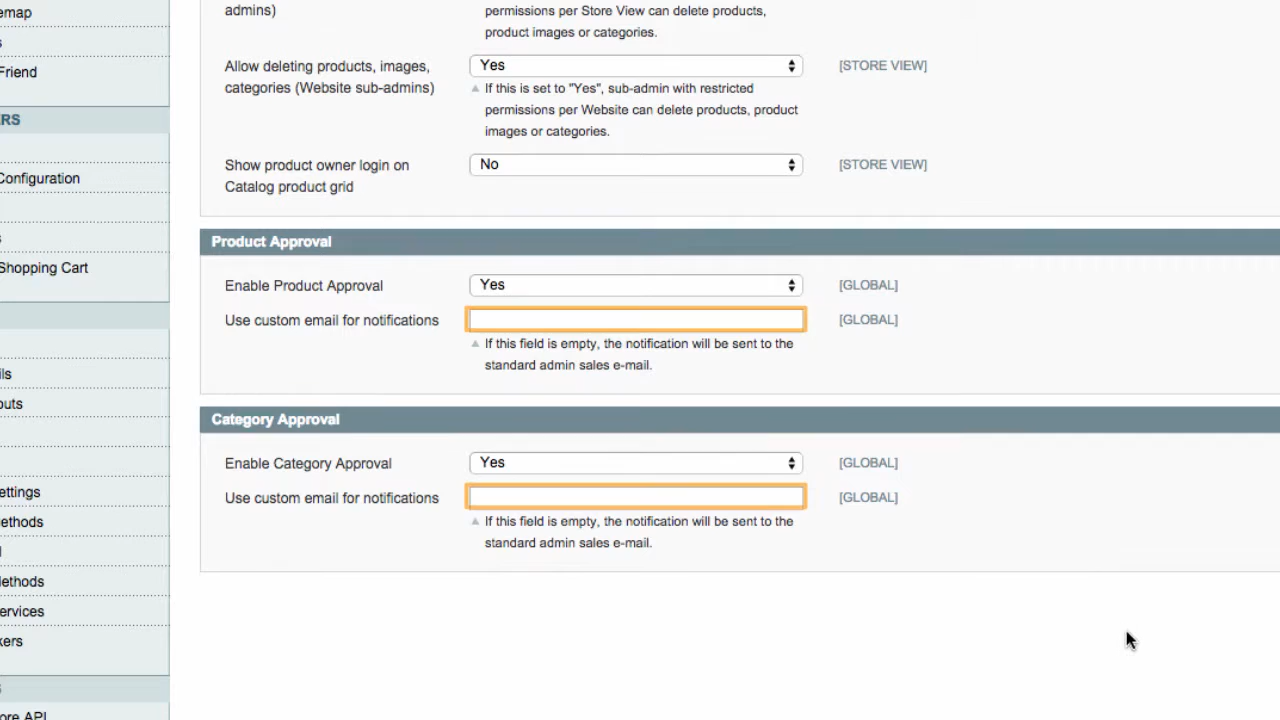 emap
s
Friend
ERS
Configuration
s
Shopping Cart
ils
outs
ettings
ethods
l
Methods
ervices
kers
S
ore API
admins)
permissions per Store View can delete products,
product images or categories.
Allow deleting products, images,
categories (Website sub-admins)
Yes
[STORE VIEW]
If this is set to "Yes", sub-admin with restricted
permissions per Website can delete products, product
images or categories.
Show product owner login on
Catalog product grid
No
[STORE VIEW]
Product Approval
Enable Product Approval
Yes
[GLOBAL]
Use custom email for notifications
[GLOBAL]
If this field is empty, the notification will be sent to the
standard admin sales e-mail.
Category Approval
Enable Category Approval
Yes
[GLOBAL]
Use custom email for notifications
[GLOBAL]
If this field is empty, the notification will be sent to the
standard admin sales e-mail.